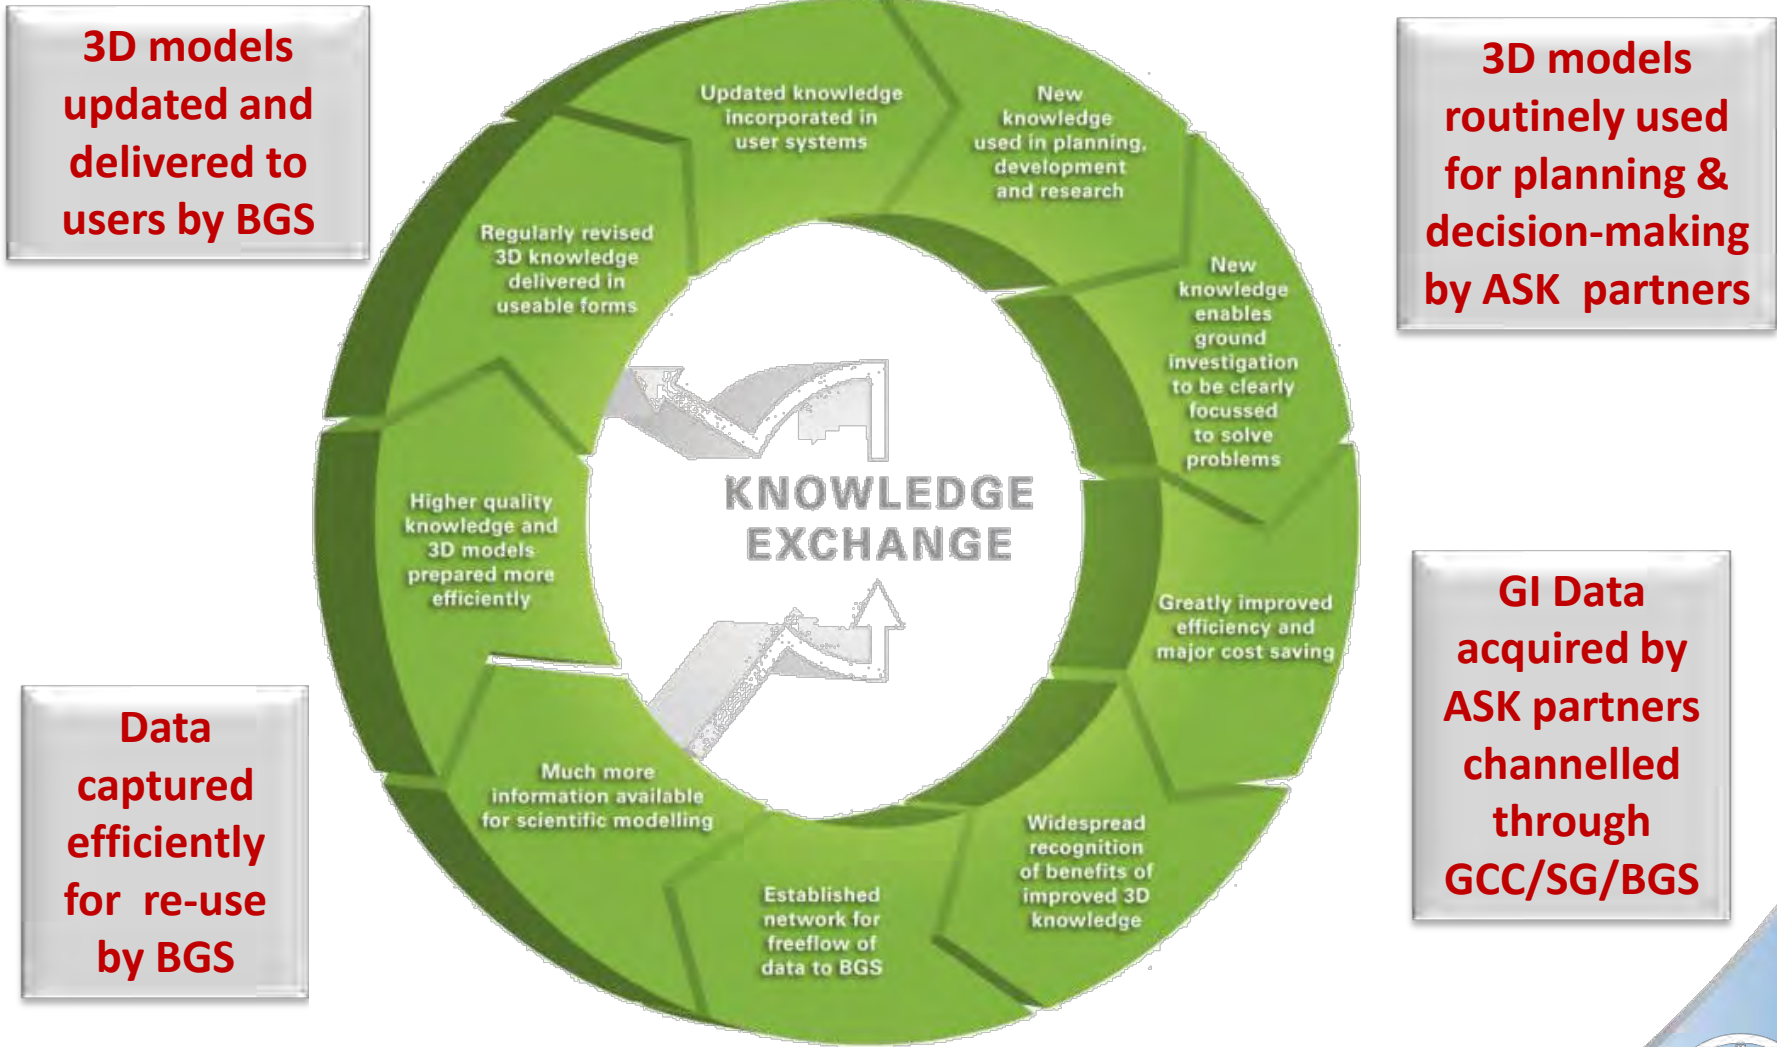 3D models
updated and
delivered to
users by BGS
3D models
routinely used
for planning &
decision-making
by ASK partners
Updated knowledge
incorporated in
user systems
New
knowledge
used in planning,
development
and research
New
knowledge
enables
ground
investigation
to be clearly
focussed
to solve
problems
Greatly improved
efficiency and
major cost saving
Widespread
recognition
of benefits of
improved 3D
knowledge
Established
network for
freeflow of
data to BGS
Much more
information available
for scientific modelling
Higher quality
knowledge and
3D models
prepared more
efficiently
Regularly revised
3D knowledge
delivered in
useable forms
KNOWLEDGE
EXCHANGE
GI Data
acquired by
ASK partners
channelled
through
GCC/SG/BGS
Data
captured
efficiently
for re-use
by BGS